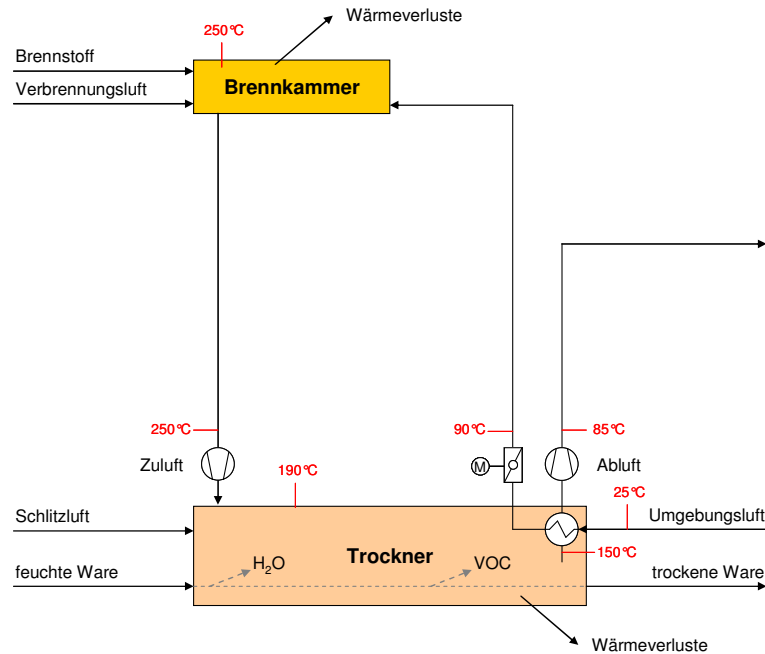 Wärmeverluste
250°C
Brennstoff
Brennkammer
Verbrennungsluft
250°C
90°C
85°C
Zuluft
190°C
M
Abluft
25°C
Schlitzluft
Umgebungsluft
Trockner
150°C
feuchte Ware
H₂O
VOC
trockene Ware
Wärmeverluste